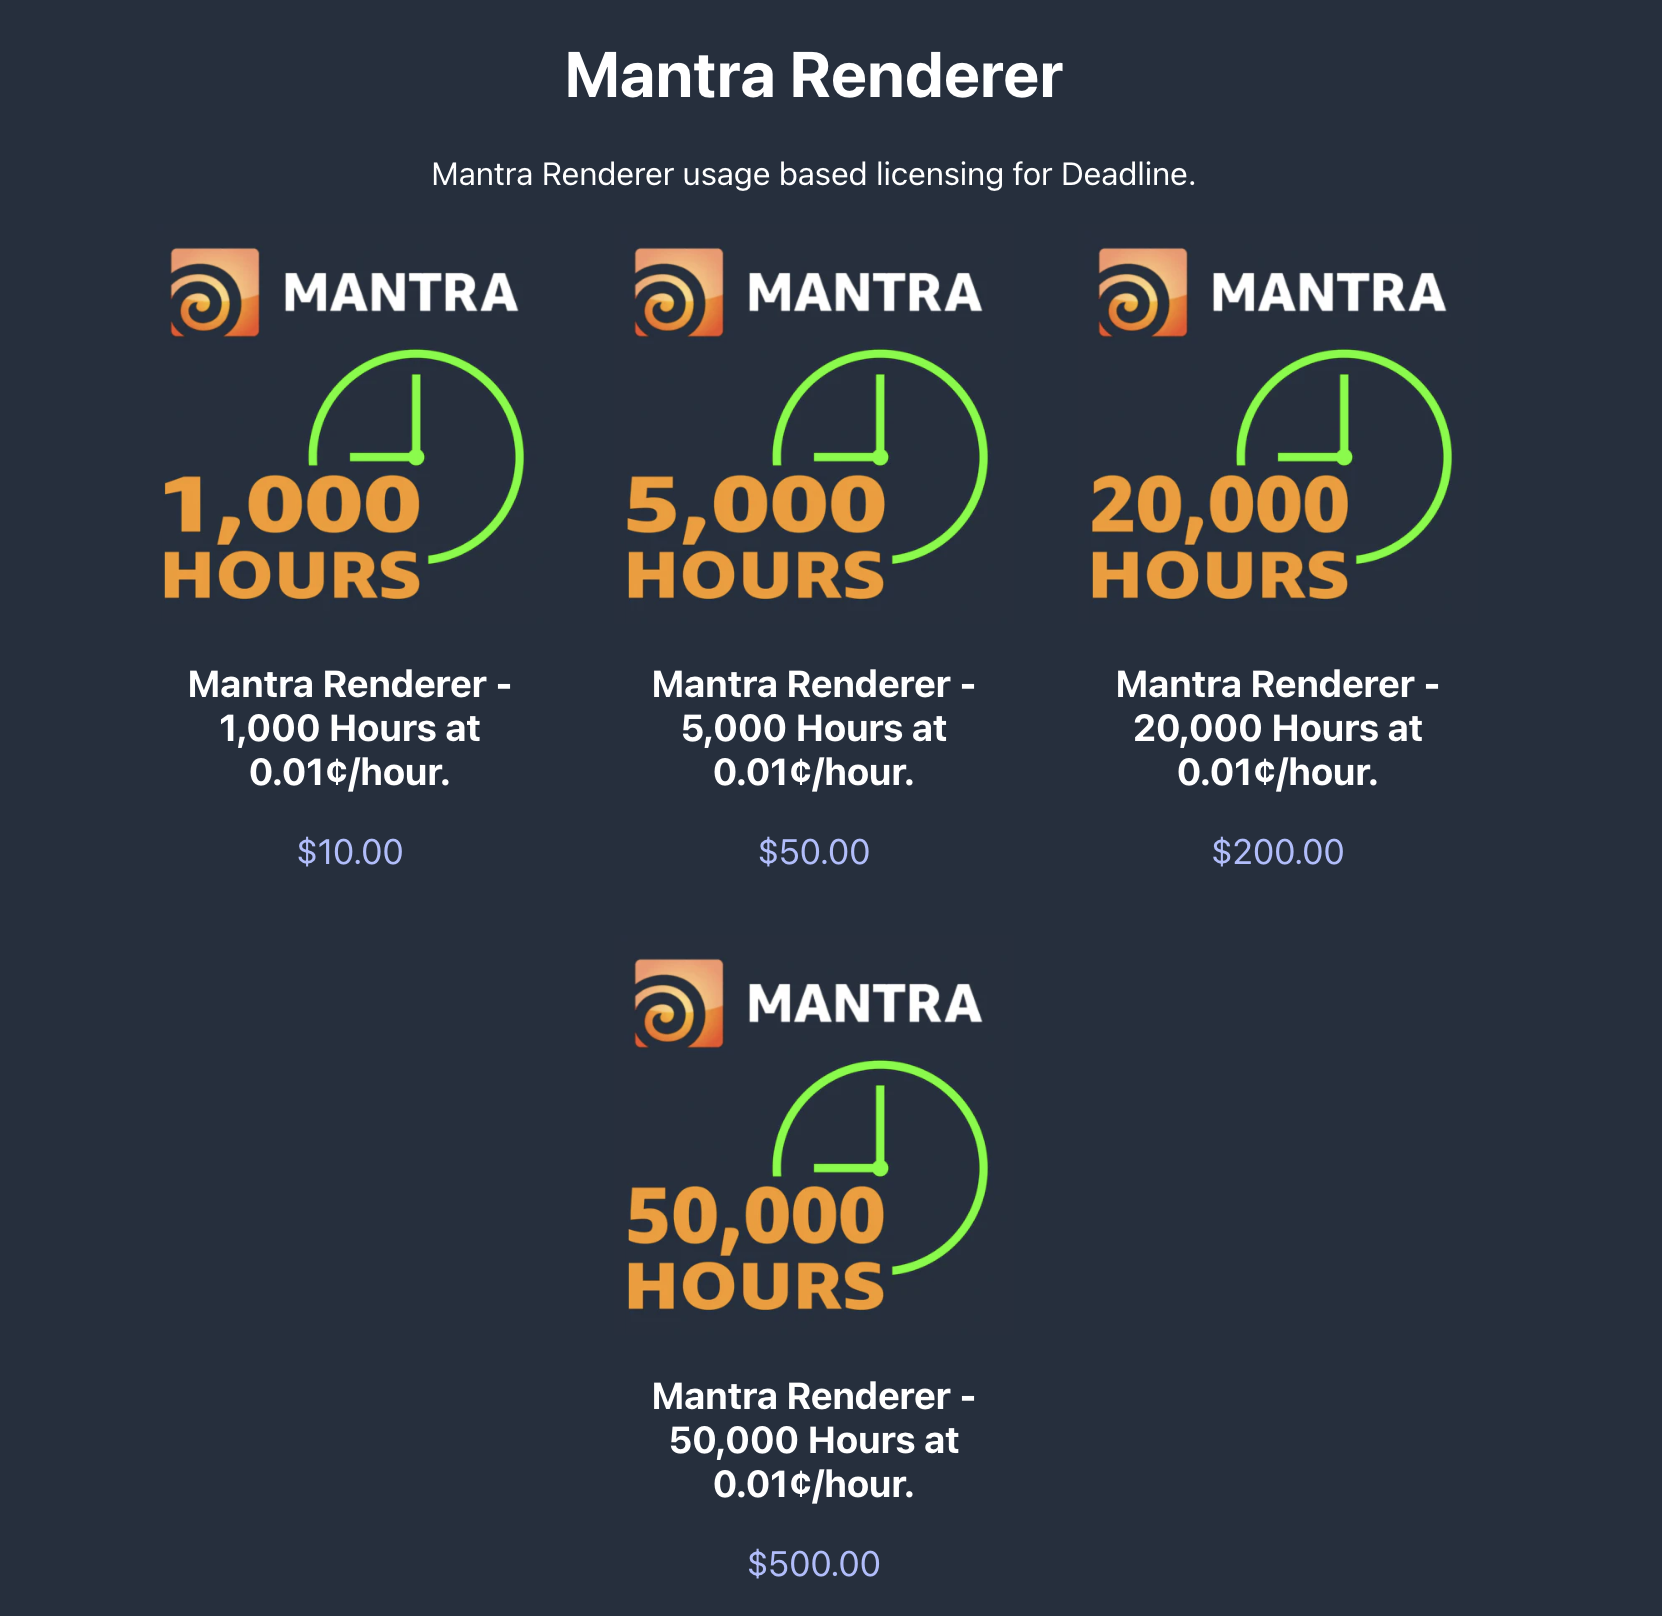 Mantra Renderer
Mantra Renderer usage based licensing for Deadline.
MANTRA
1,000
HOURS
Mantra Renderer -
1,000 Hours at
0.01¢/hour.
$10.00
MANTRA
5,000
HOURS
Mantra Renderer -
5,000 Hours at
0.01¢/hour.
$50.00
MANTRA
20,000
HOURS
Mantra Renderer -
20,000 Hours at
0.01¢/hour.
$200.00
MANTRA
50,000
HOURS
Mantra Renderer -
50,000 Hours at
0.01¢/hour.
$500.00